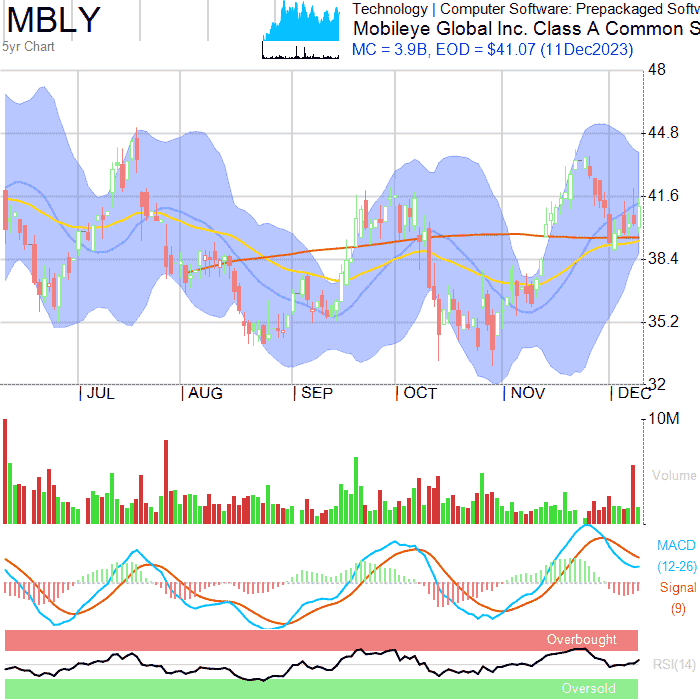 MBLY
5yr Chart
Technology | Computer Software: Prepackaged Softw
Mobileye Global Inc. Class A Common S
MC = 3.9B, EOD = $41.07 (11Dec2023)
48
44.8
41.6
38.4
35.2
32
JUL
AUG
SEP
OCT
NOV
DEC
10M
Volume
MACD
(12-26)
Signal
(9)
Overbought
RSI(14)
Oversold